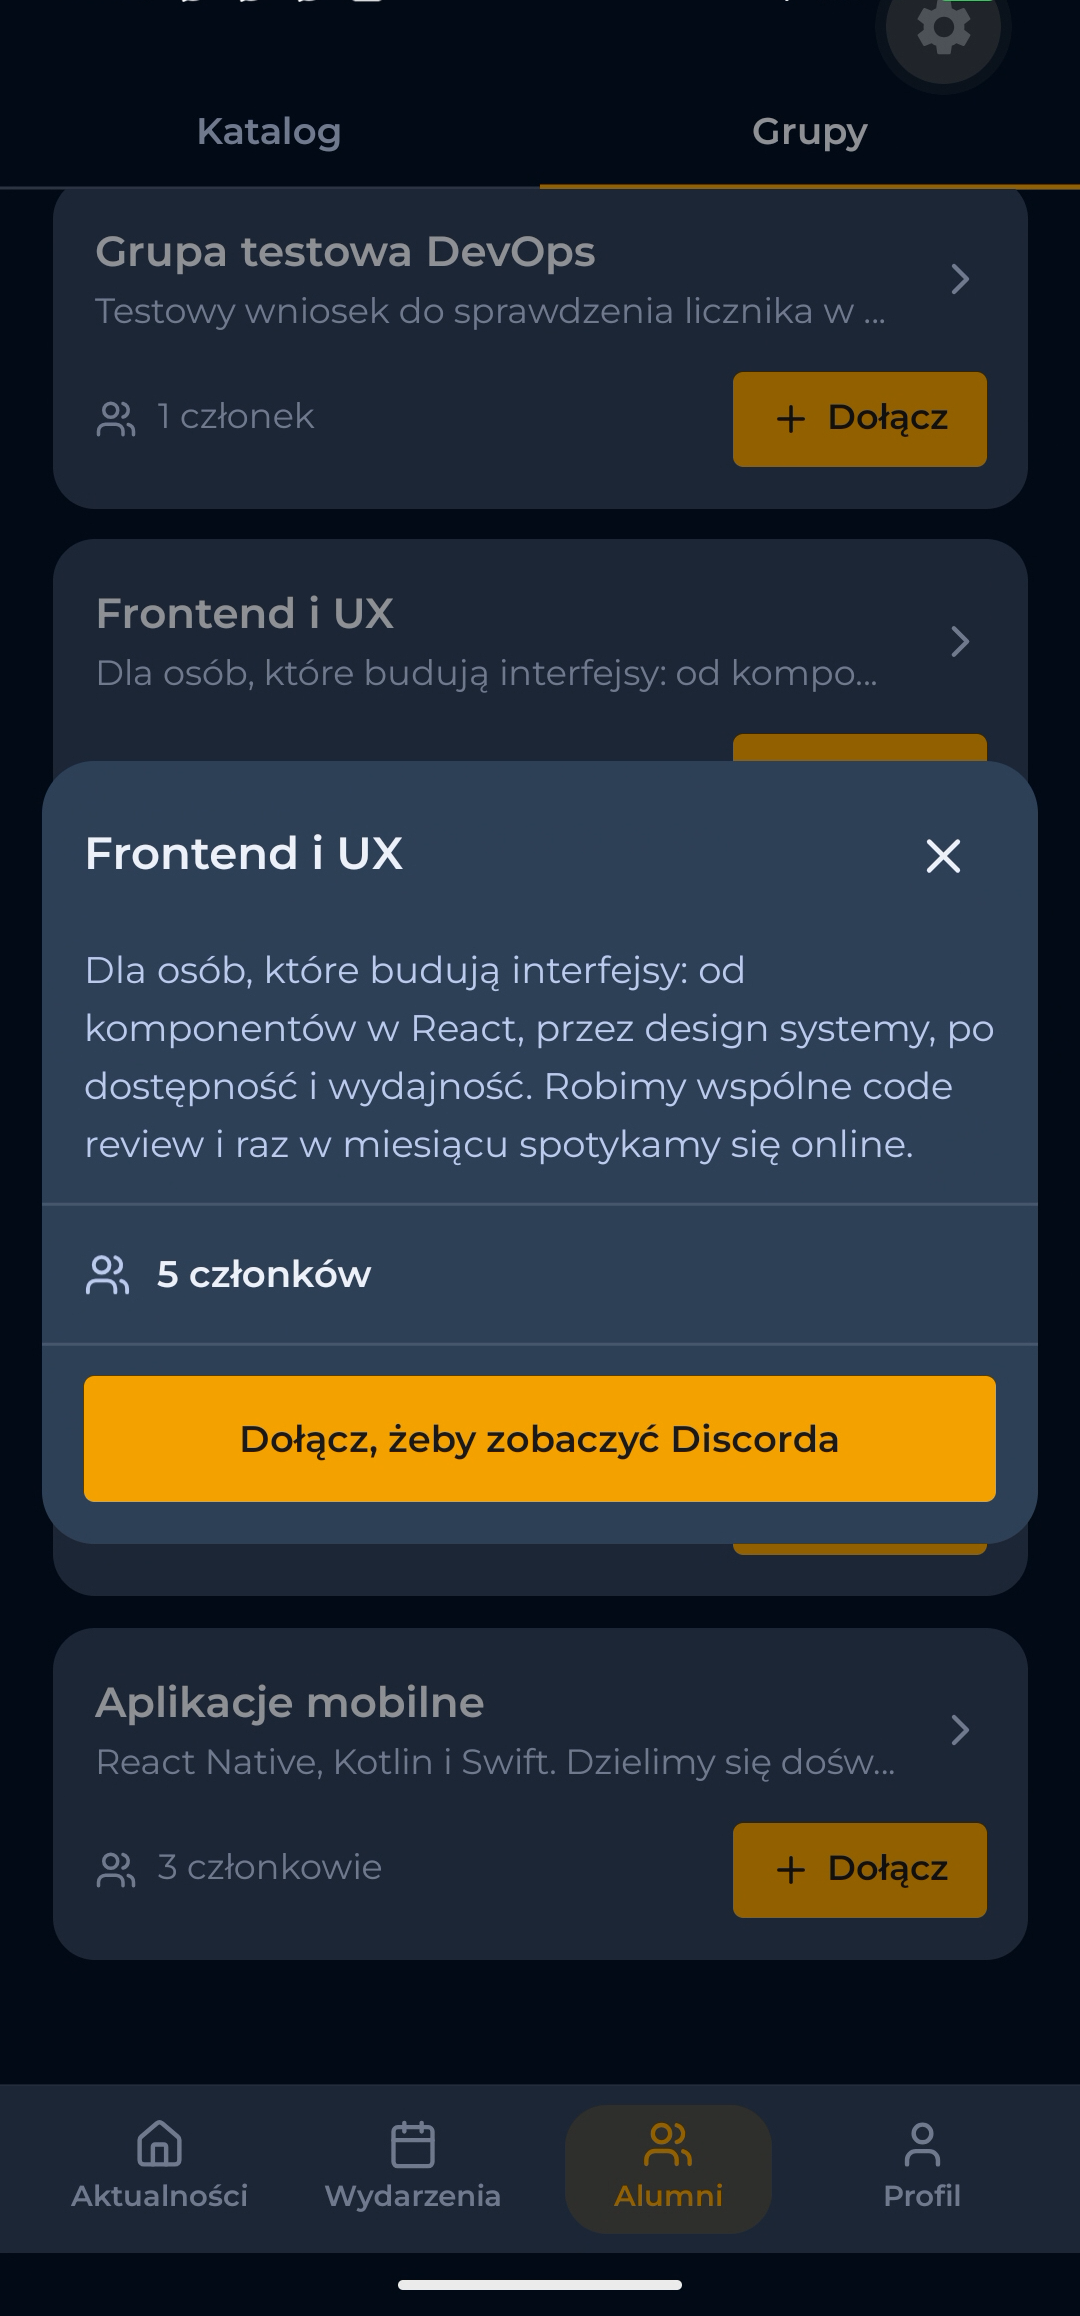 Katalog
Grupy
Grupa testowa DevOps
Testowy wniosek do sprawdzenia licznika w ...
1 członek
Dołącz
Frontend i UX
Dla osób, które budują interfejsy: od kompo...
Frontend i UX
Dla osób, które budują interfejsy: od
komponentów w React, przez design systemy, po
dostępność i wydajność. Robimy wspólne code
review i raz w miesiącu spotykamy się online.
5 członków
Dołącz, żeby zobaczyć Discorda
Aplikacje mobilne
React Native, Kotlin i Swift. Dzielimy się dośw...
3 członkowie
Dołącz
Aktualności
Wydarzenia
Alumni
Profil